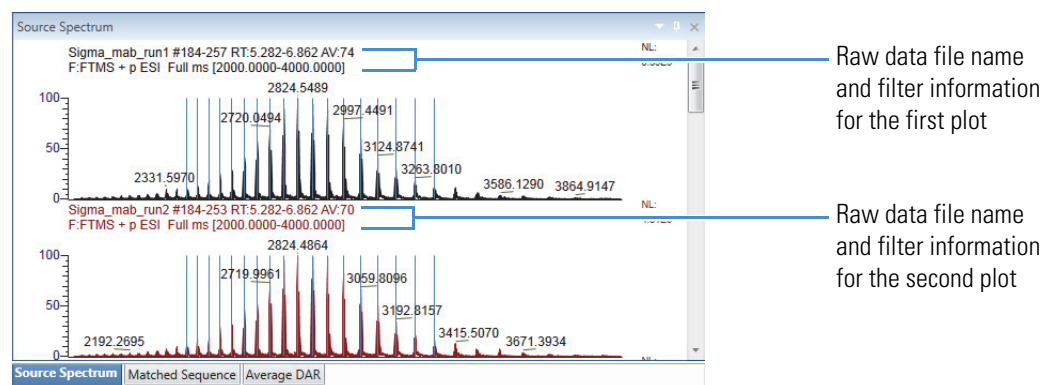 Source Spectrum
Sigma_mab_run1 #184-257 RT:5.282-6.862 AV:74
NL:
F:FTMS + p ESI Full ms [2000.0000-4000.0000]
Raw data file name
and filter information
for the first plot
100
2824.5489
2720.0494
2997.4491
50
3124.8741
3263.8010
2331.5970
3586.1290
3864.9147
0
Sigma_mab_run2 #184-253 RT:5.282-6.862 AV:70
NL:
F:FTMS + p ESI Full ms [2000.0000-4000.0000]
Raw data file name
and filter information
for the second plot
100
2824.4864
2719.9961
3059.8096
50
3192.8157
3415.5070
2192.2695
3671.3934
0
Source Spectrum
Matched Sequence
Average DAR